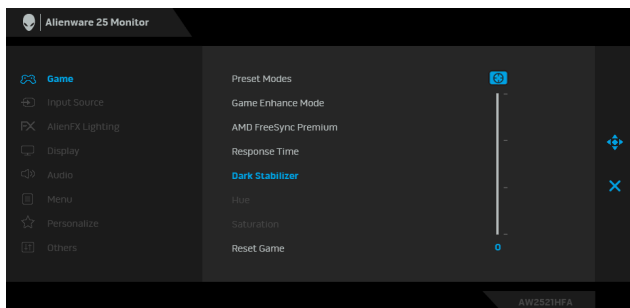 Alienware 25 Monitor
Game
Input Source
AlienFX Lighting
Display
Audio
Menu
Personalize
Others
Preset Modes
Game Enhance Mode
AMD FreeSync Premium
Response Time
Dark Stabilizer
Hue
Saturation
Reset Game
0
AW2521HFA